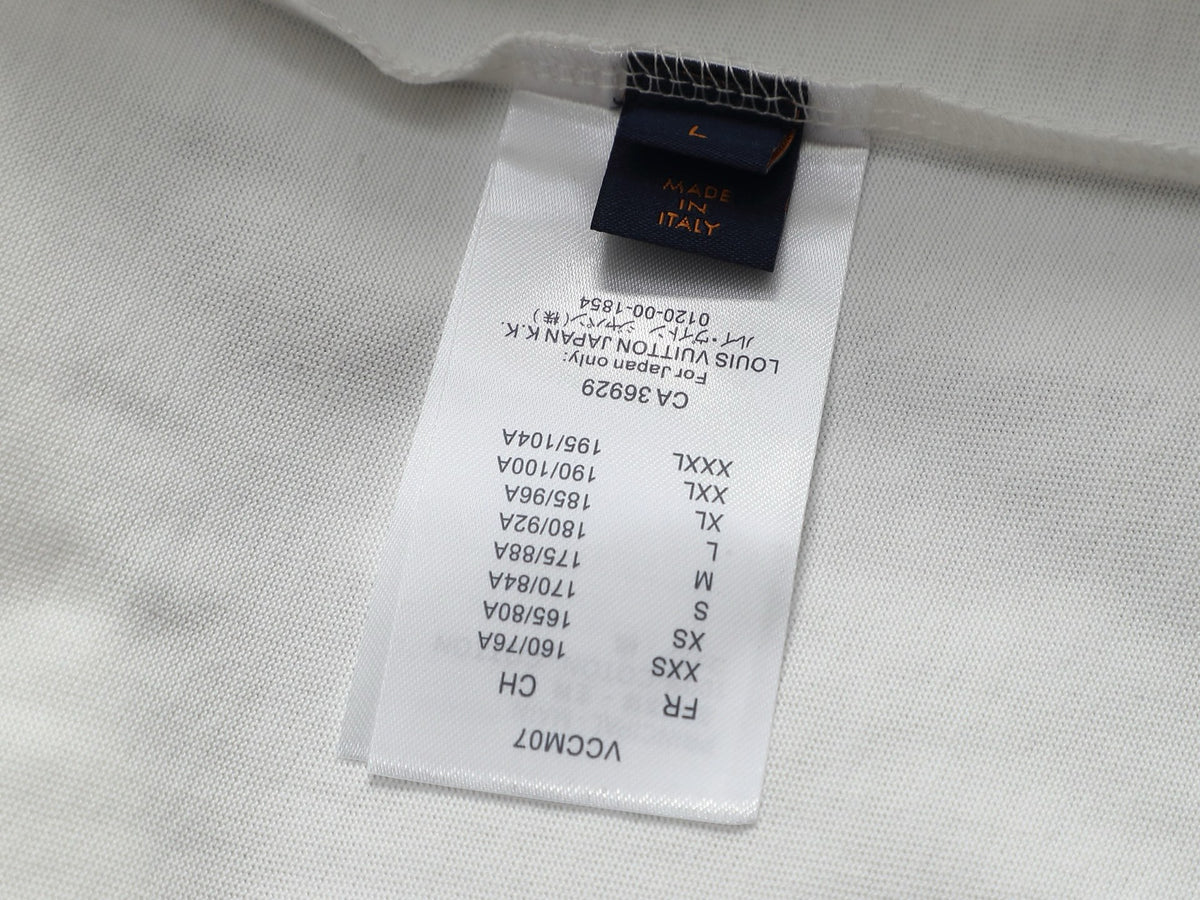 L
MADE
IN
ITALY
VCCM07
FR CH
XXS 160/76A
XS 165/80A
S 170/84A
M 175/88A
L 180/92A
XL 185/96A
XXL 190/100A
XXXL 195/104A
CA 36929
For Japan only:
LOUIS VUITTON JAPAN K.K.
ルイ・ヴィトン ジャパン(株)
0120-00-1854